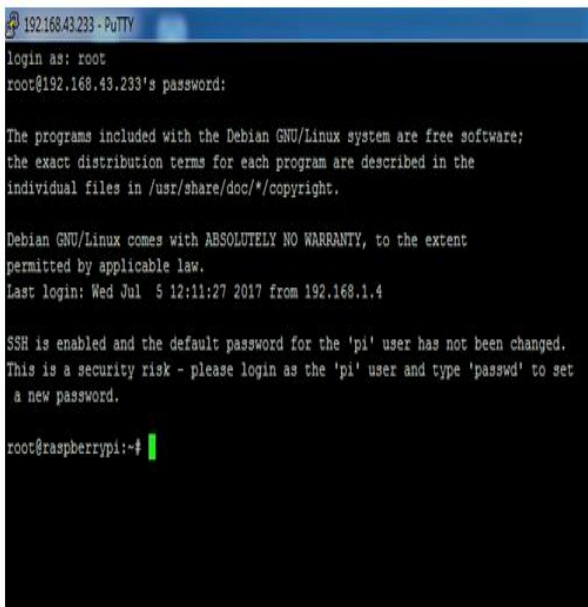 192.168.43.233 - PuTTY
login as: root
root@192.168.43.233's password:
The programs included with the Debian GNU/Linux system are free software;
the exact distribution terms for each program are described in the
individual files in /usr/share/doc/*/copyright.
Debian GNU/Linux comes with ABSOLUTELY NO WARRANTY, to the extent
permitted by applicable law.
Last login: Wed Jul  5 12:11:27 2017 from 192.168.1.4
SSH is enabled and the default password for the 'pi' user has not been changed.
This is a security risk - please login as the 'pi' user and type 'passwd' to set
 a new password.
root@raspberrypi:~#